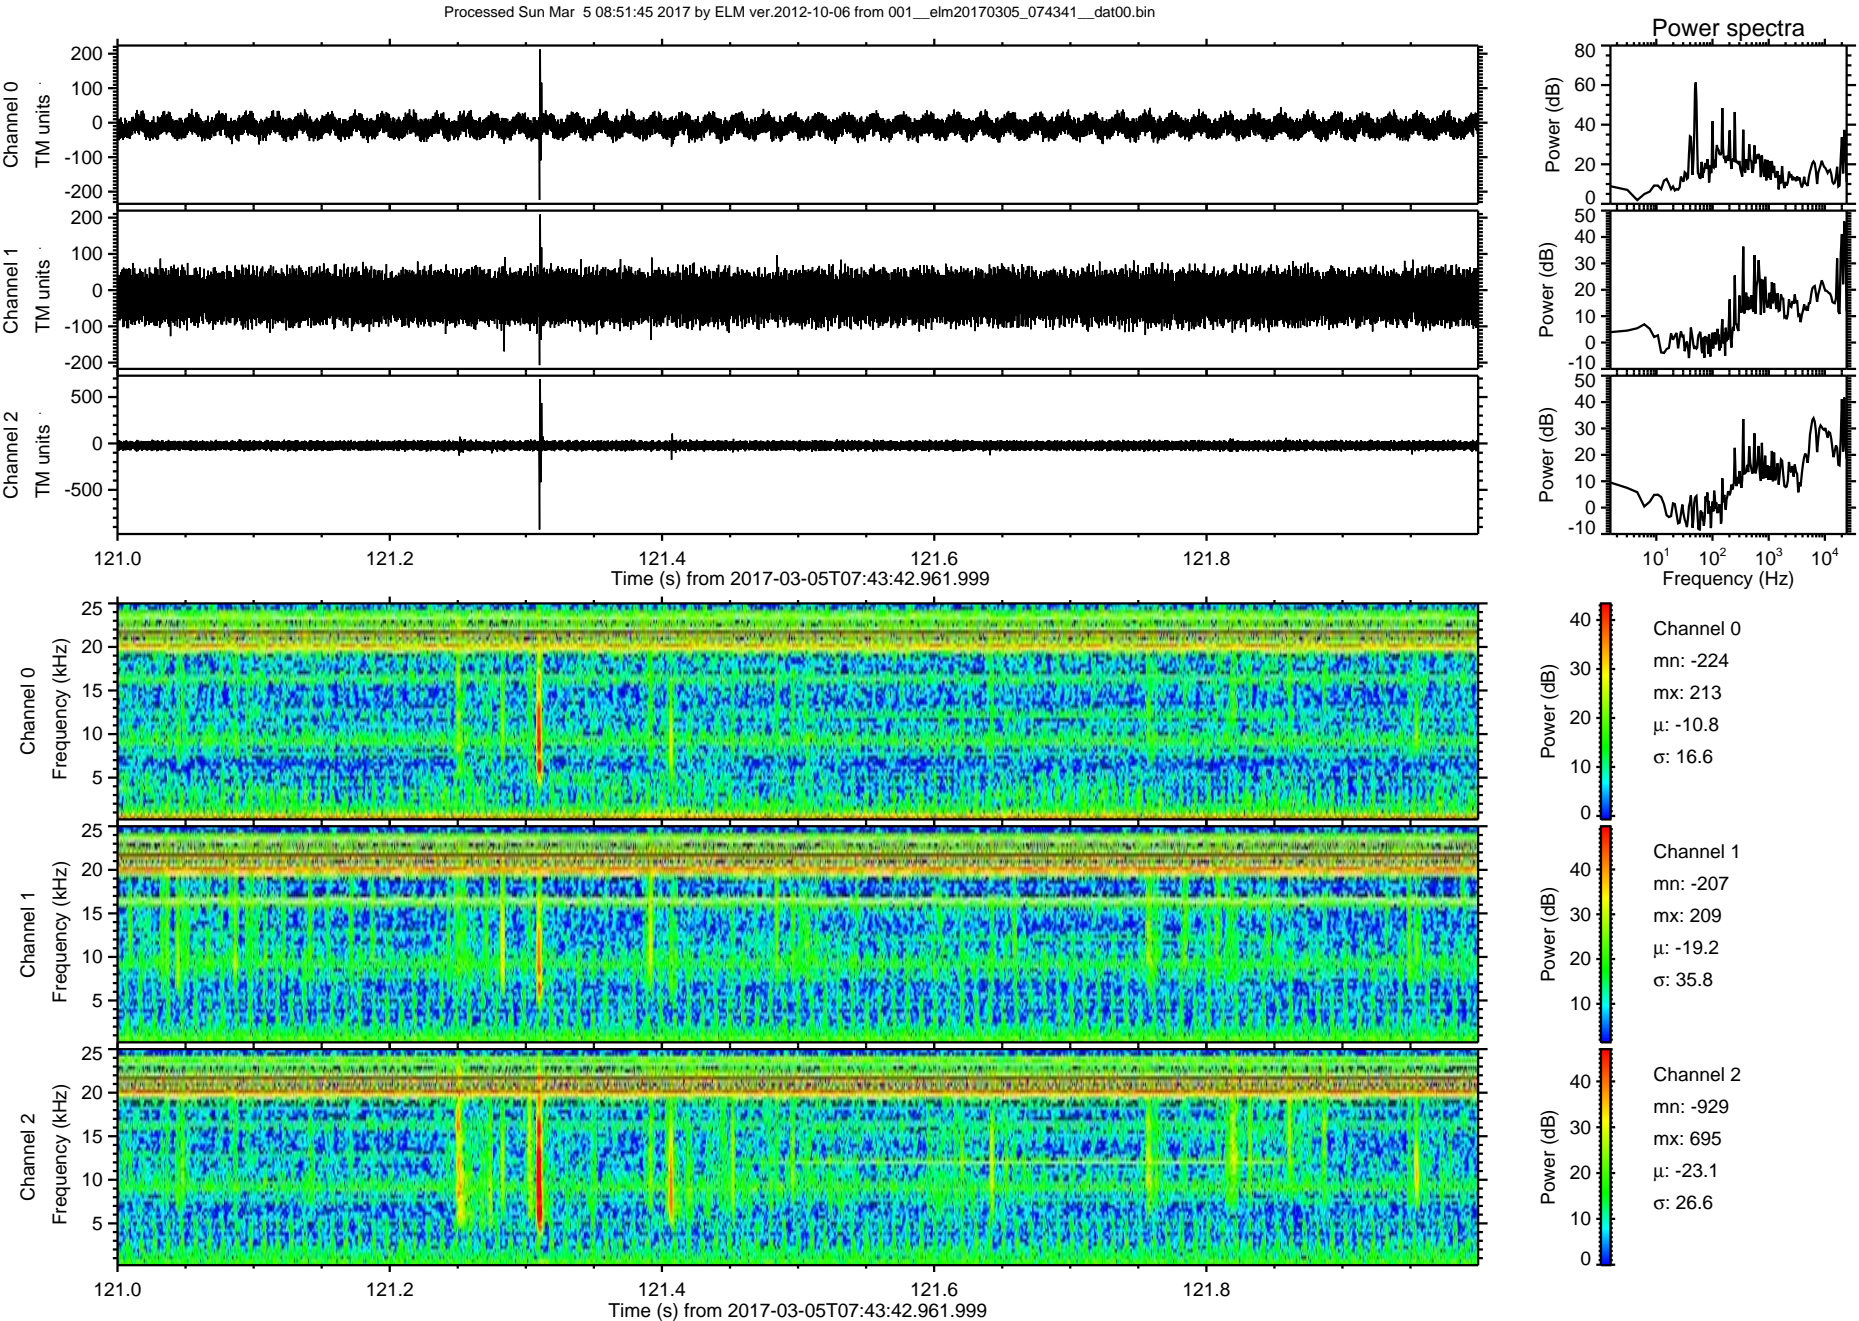 Processed Sun Mar  5 08:51:45 2017 by ELM ver.2012-10-06 from 001__elm20170305_074341__dat00.bin
Power spectra
Channel 0
TM units
200
100
0
-100
-200
Power (dB)
80
60
40
20
0
Channel 1
TM units
200
100
0
-100
-200
Power (dB)
50
40
30
20
10
0
-10
Channel 2
TM units
500
0
-500
Power (dB)
50
40
30
20
10
0
-10
121.0 121.2 121.4 121.6 121.8
Time (s) from 2017-03-05T07:43:42.961.999
10¹ 10² 10³ 10⁴
Frequency (Hz)
Channel 0
Frequency (kHz)
25
20
15
10
5
Power (dB)
40
30
20
10
0
Channel 0
mn: -224
mx: 213
µ: -10.8
σ: 16.6
Channel 1
Frequency (kHz)
25
20
15
10
5
Power (dB)
40
30
20
10
Channel 1
mn: -207
mx: 209
µ: -19.2
σ: 35.8
Channel 2
Frequency (kHz)
25
20
15
10
5
Power (dB)
40
30
20
10
0
Channel 2
mn: -929
mx: 695
µ: -23.1
σ: 26.6
121.0 121.2 121.4 121.6 121.8
Time (s) from 2017-03-05T07:43:42.961.999